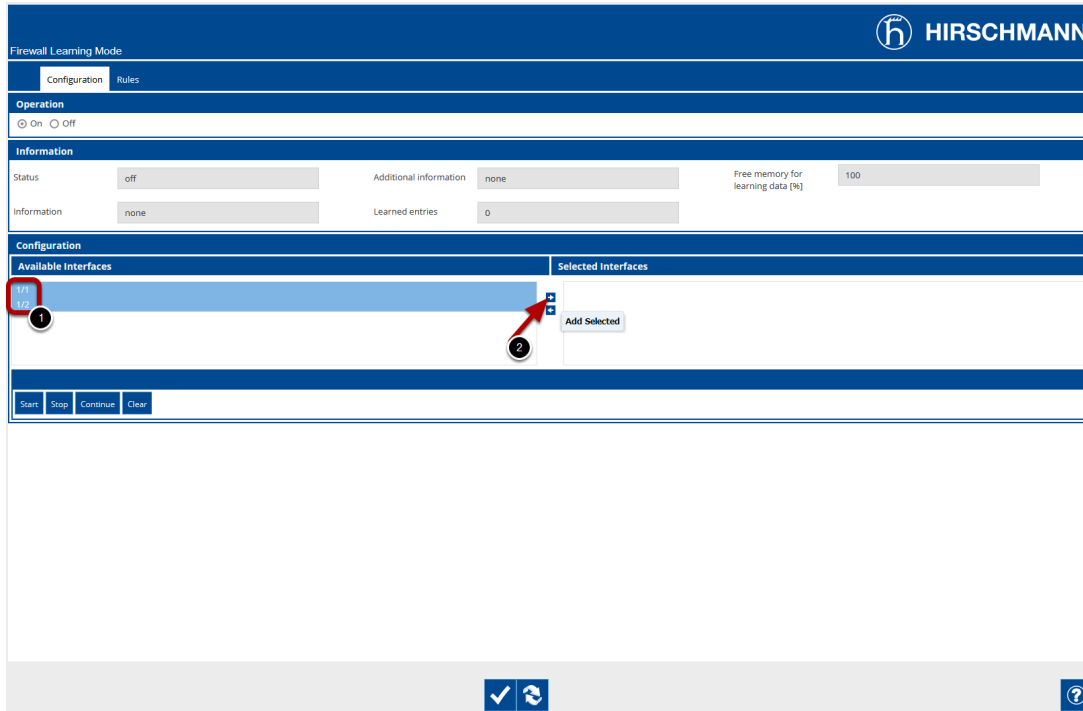 HIRSCHMANN
Firewall Learning Mode
Configuration Rules
Operation
On Off
Information
Status off Additional information none Free memory for learning data [%] 100
Information none Learned entries 0
Configuration
Available Interfaces Selected Interfaces
1/1
1/2
1
Add Selected
2
Start Stop Continue Clear
?